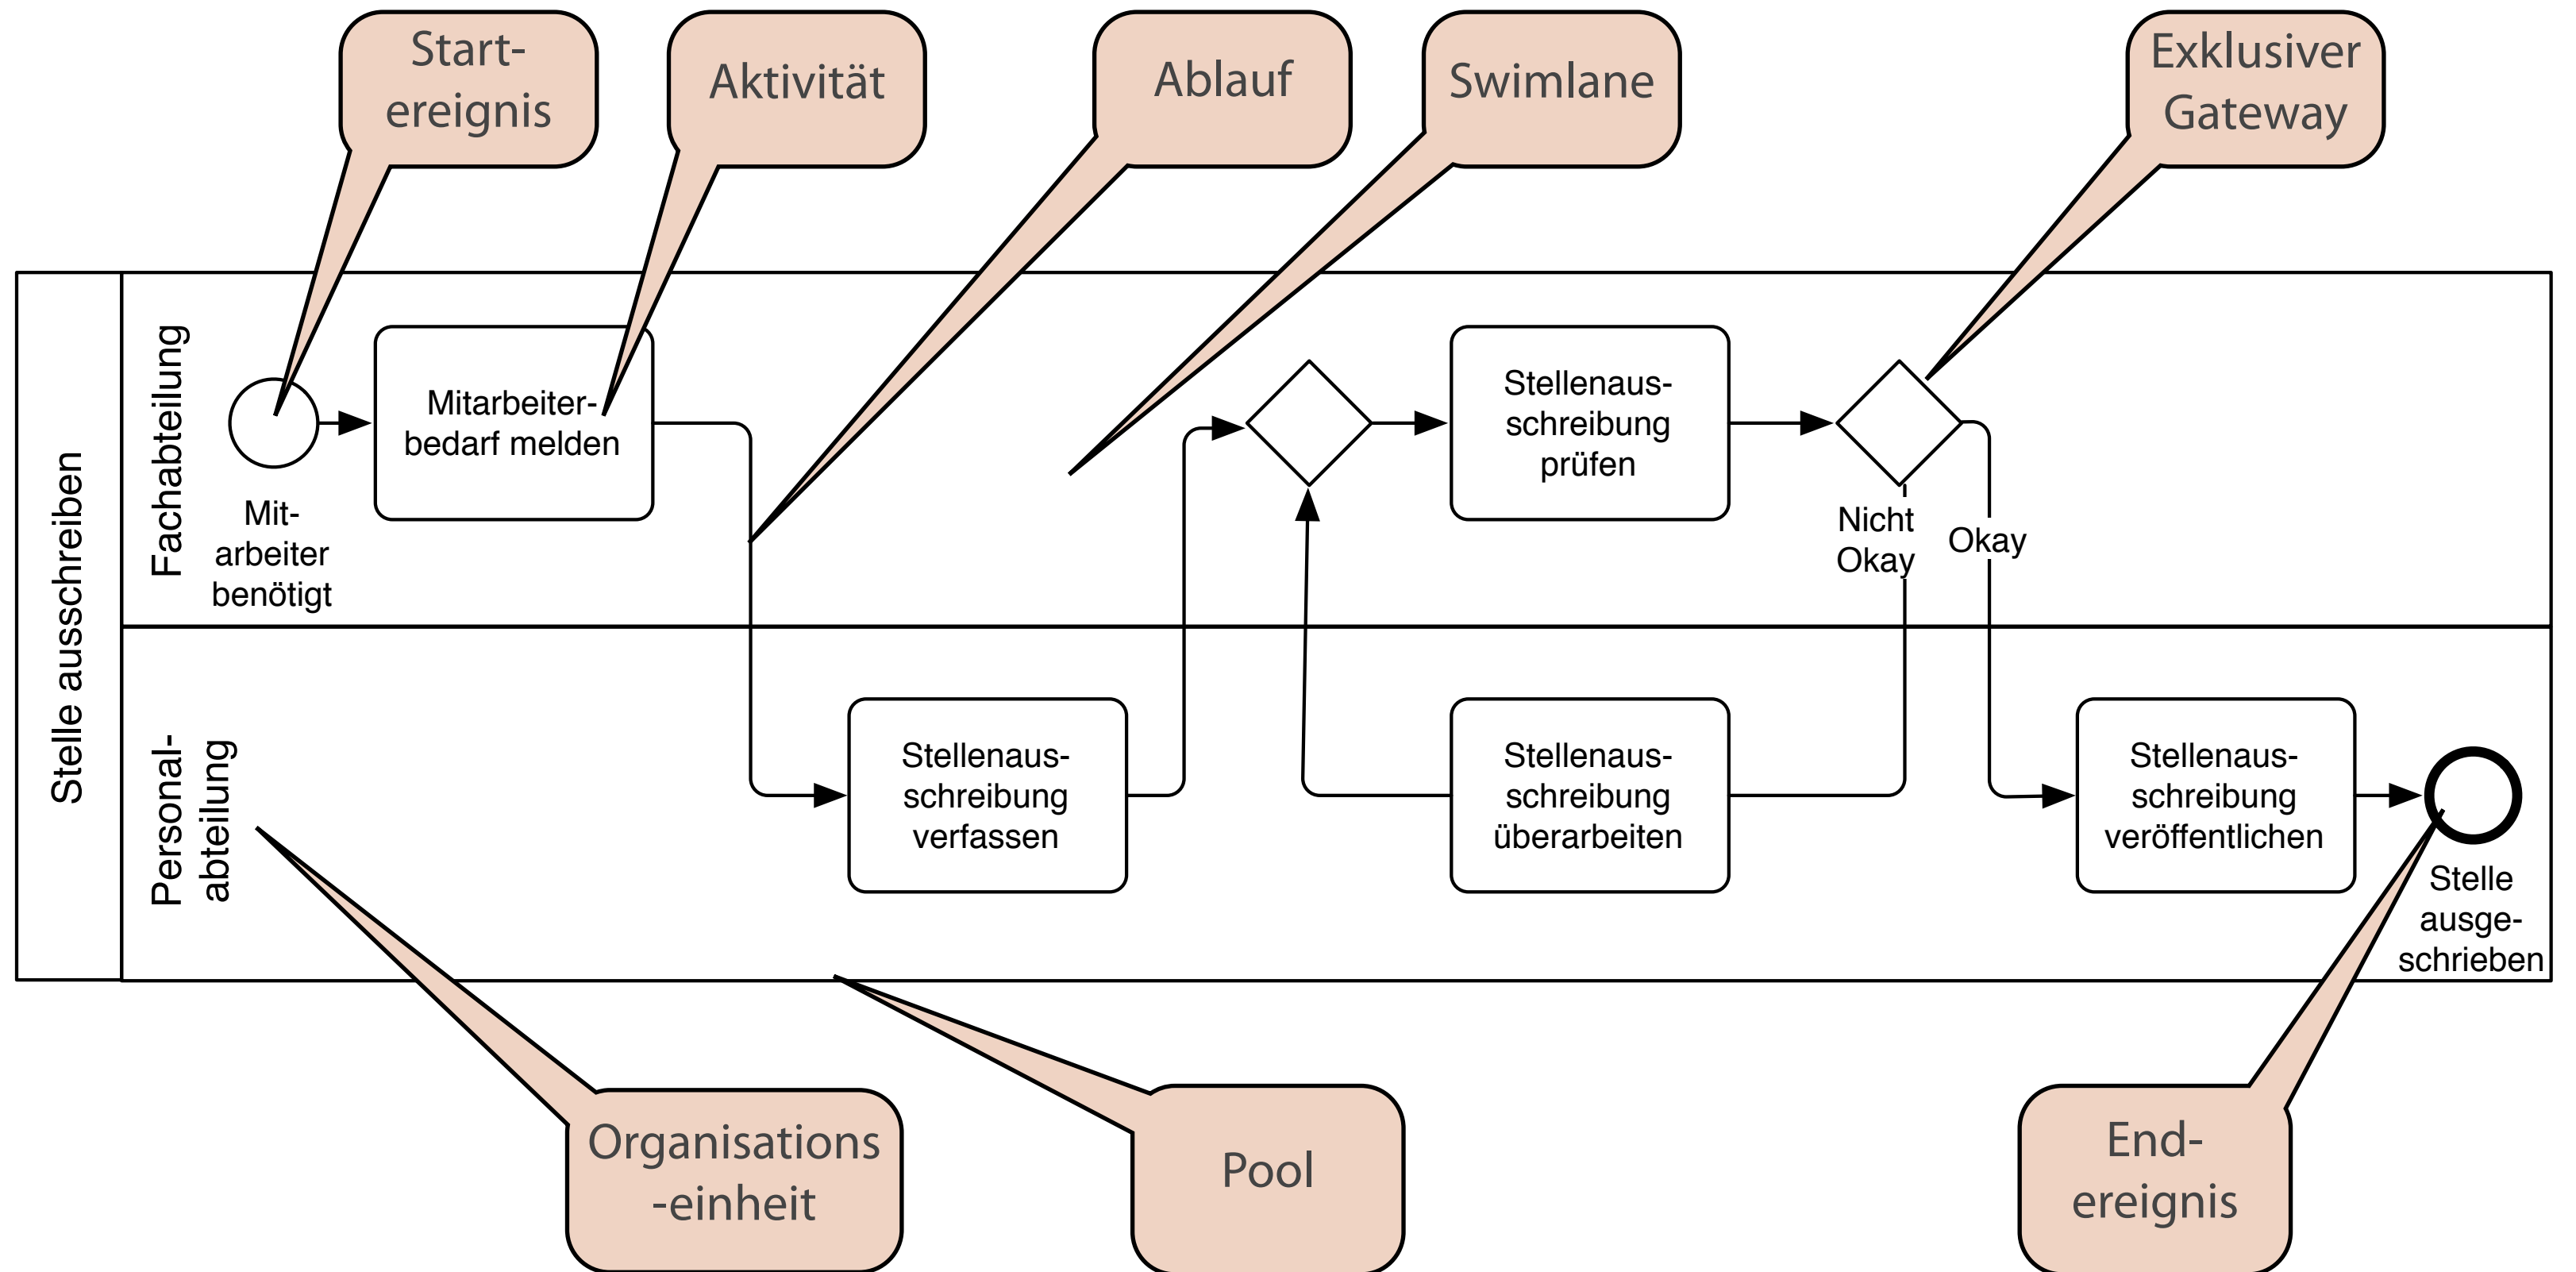 Start-
ereignis
Aktivität
Ablauf
Swimlane
Exklusiver
Gateway
Stelle ausschreiben
Fachabteilung
Mit-
arbeiter
benötigt
Mitarbeiter-
bedarf melden
Stellenaus-
schreibung
prüfen
Nicht
Okay
Okay
Personal-
abteilung
Stellenaus-
schreibung
verfassen
Stellenaus-
schreibung
überarbeiten
Stellenaus-
schreibung
veröffentlichen
Stelle
ausge-
schrieben
Organisations
-einheit
Pool
End-
ereignis